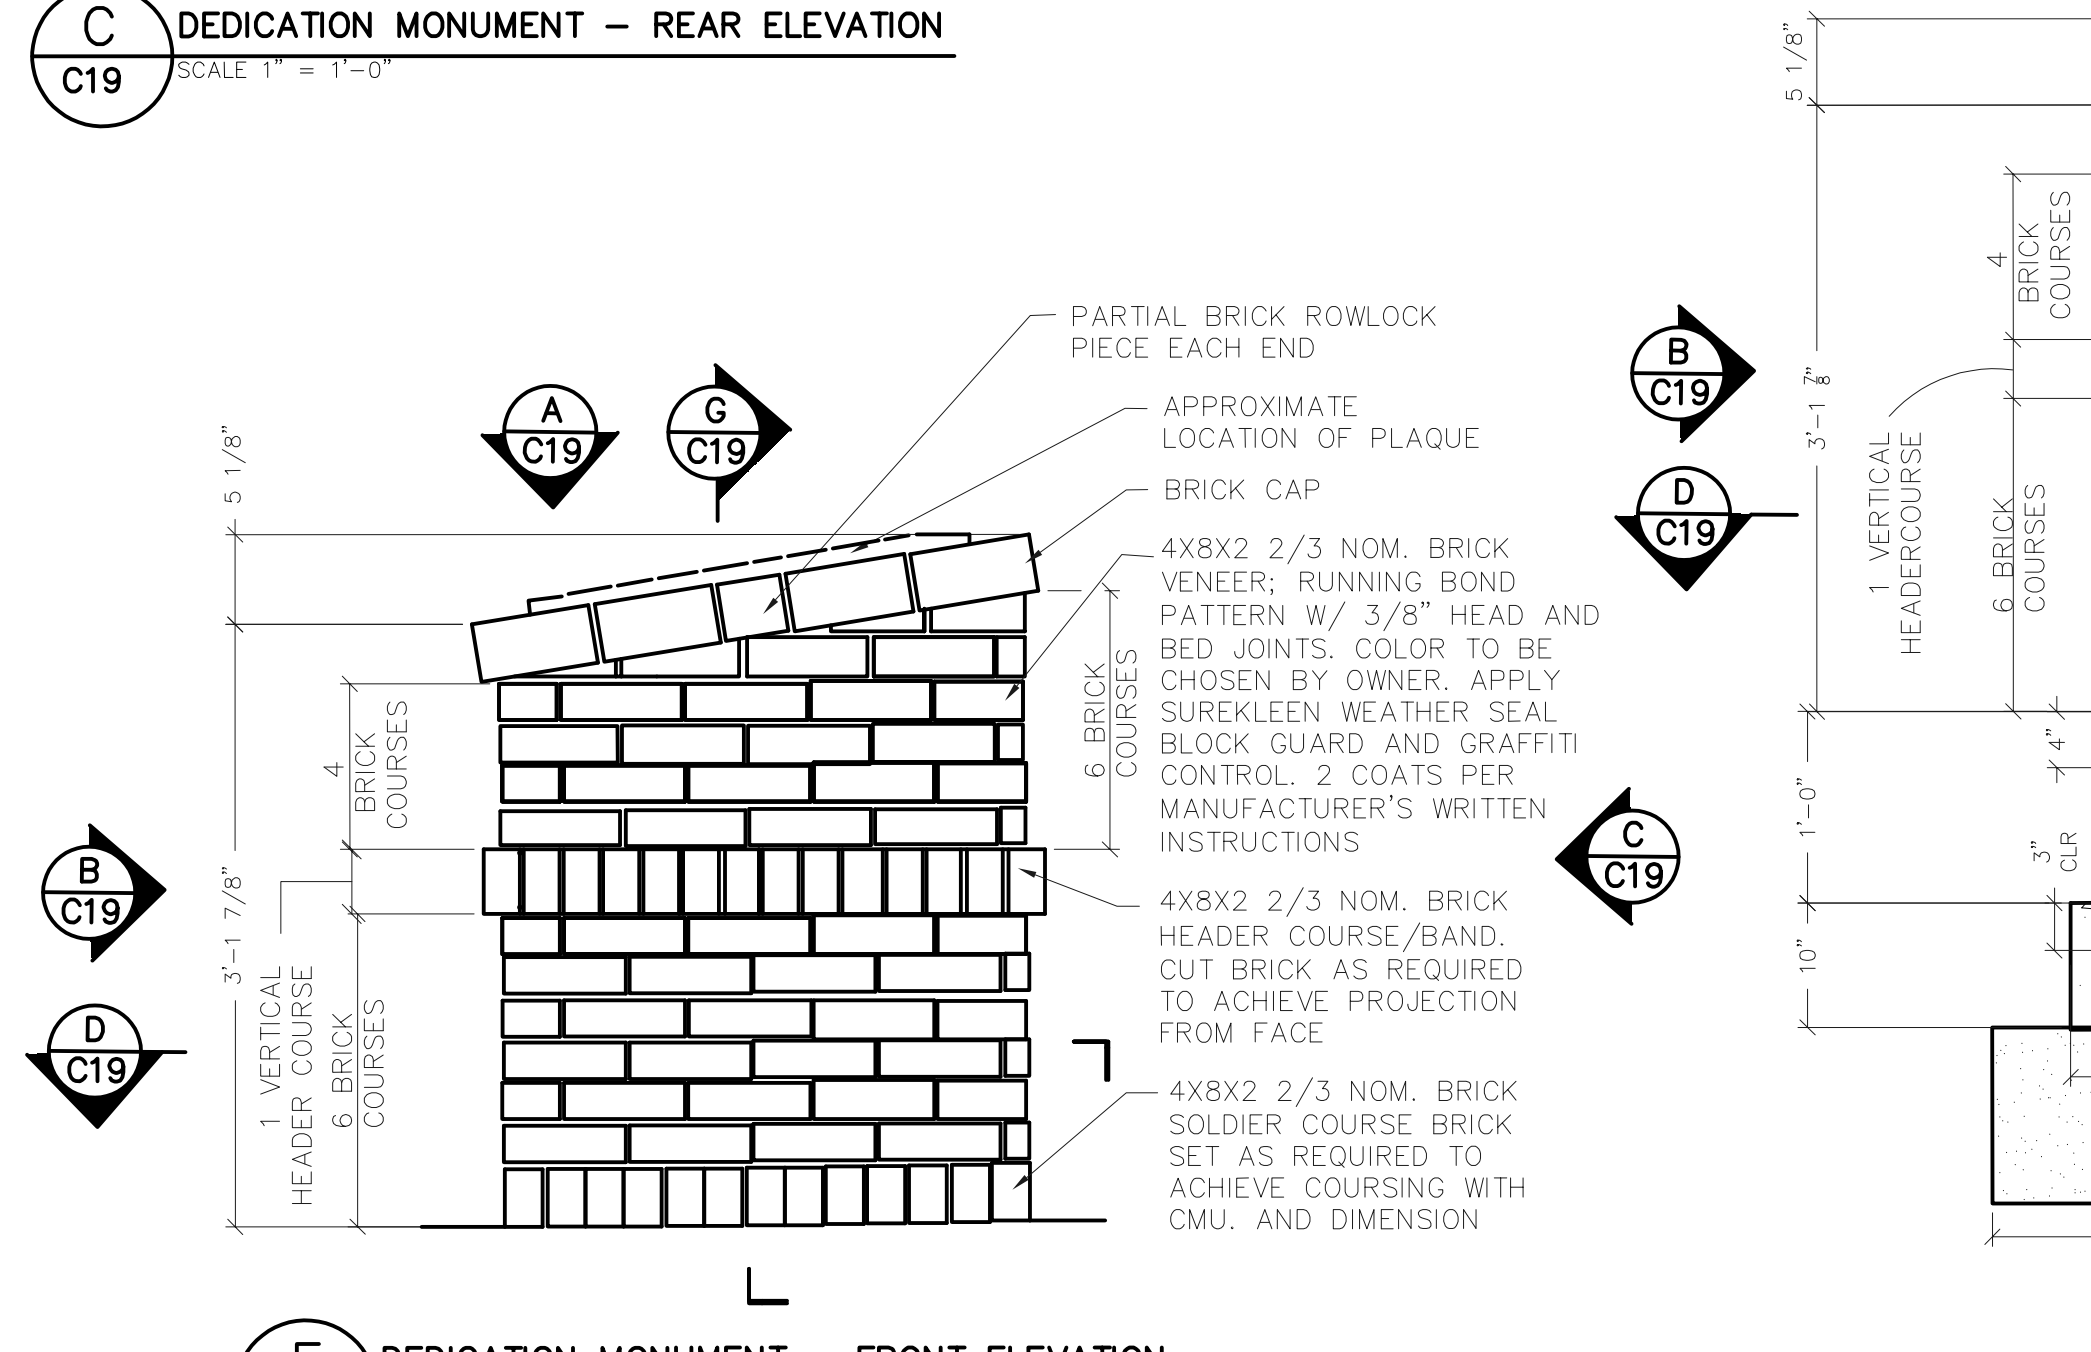 C
C19
DEDICATION MONUMENT – REAR ELEVATION
SCALE 1" = 1'–0"
5 1/8"
3'–1 7/8"
4
BRICK
COURSES
1 VERTICAL
HEADER COURSE
6 BRICK
COURSES
A
C19
G
C19
B
C19
D
C19
PARTIAL BRICK ROWLOCK
PIECE EACH END
APPROXIMATE
LOCATION OF PLAQUE
BRICK CAP
4X8X2 2/3 NOM. BRICK
VENEER; RUNNING BOND
PATTERN W/ 3/8" HEAD AND
BED JOINTS. COLOR TO BE
CHOSEN BY OWNER. APPLY
SUREKLEEN WEATHER SEAL
BLOCK GUARD AND GRAFFITI
CONTROL. 2 COATS PER
MANUFACTURER'S WRITTEN
INSTRUCTIONS
6 BRICK
COURSES
4X8X2 2/3 NOM. BRICK
HEADER COURSE/BAND.
CUT BRICK AS REQUIRED
TO ACHIEVE PROJECTION
FROM FACE
4X8X2 2/3 NOM. BRICK
SOLDIER COURSE BRICK
SET AS REQUIRED TO
ACHIEVE COURSING WITH
CMU. AND DIMENSION
C
C19
B
C19
D
C19
5 1/8"
3'–1 7/8"
4
BRICK
COURSES
1 VERTICAL
HEADERCOURSE
6 BRICK
COURSES
4"
1'–0"
3"
CLR
10"
DEDICATION MONUMENT – FRONT ELEVATION